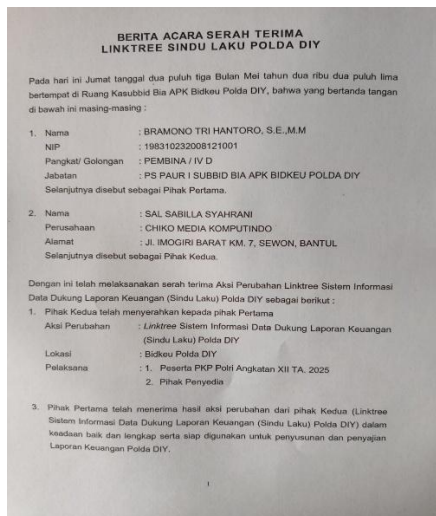 BERITA ACARA SERAH TERIMA
LINKTREE SINDU LAKU POLDA DIY
Pada hari ini Jumat tanggal dua puluh tiga Bulan Mei tahun dua ribu dua puluh lima
bertempat di Ruang Kasubbid Bia APK Bidkeu Polda DIY, bahwa yang bertanda tangan
di bawah ini masing-masing :
1. Nama : BRAMONO TRI HANTORO, S.E.,M.M
NIP : 198310232008121001
Pangkat/ Golongan : PEMBINA / IV D
Jabatan : PS PAUR I SUBBID BIA APK BIDKEU POLDA DIY
Selanjutnya disebut sebagai Pihak Pertama.
2. Nama : SAL SABILLA SYAHRANI
Perusahaan : CHIKO MEDIA KOMPUTINDO
Alamat : Jl. IMOGIRI BARAT KM. 7, SEWON, BANTUL
Selanjutnya disebut sebagai Pihak Kedua.
Dengan ini telah melaksanakan serah terima Aksi Perubahan Linktree Sistem Informasi
Data Dukung Laporan Keuangan (Sindu Laku) Polda DIY sebagai berikut :
1. Pihak Kedua telah menyerahkan kepada pihak Pertama
Aksi Perubahan : Linktree Sistem Informasi Data Dukung Laporan Keuangan
(Sindu Laku) Polda DIY
Lokasi : Bidkeu Polda DIY
Pelaksana : 1. Peserta PKP Polri Angkatan XII TA. 2025
2. Pihak Penyedia
3. Pihak Pertama telah menerima hasil aksi perubahan dari pihak Kedua (Linktree
Sistem Informasi Data Dukung Laporan Keuangan (Sindu Laku) Polda DIY) dalam
keadaan baik dan lengkap serta siap digunakan untuk penyusunan dan penyajian
Laporan Keuangan Polda DIY.